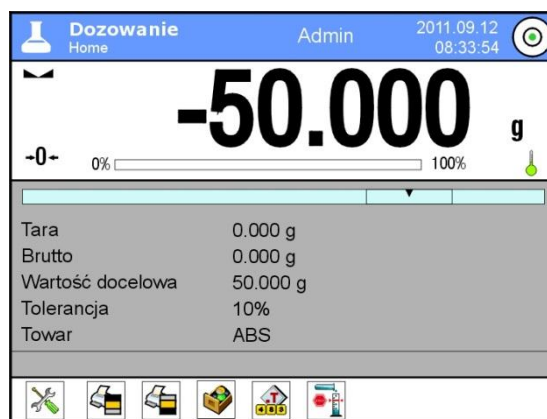 Dozowanie
Home
Admin
2011.09.12
08:33:54
-50.000 g
→0←
0% 100%
Tara 0.000 g
Brutto 0.000 g
Wartość docelowa 50.000 g
Tolerancja 10%
Towar ABS
.T